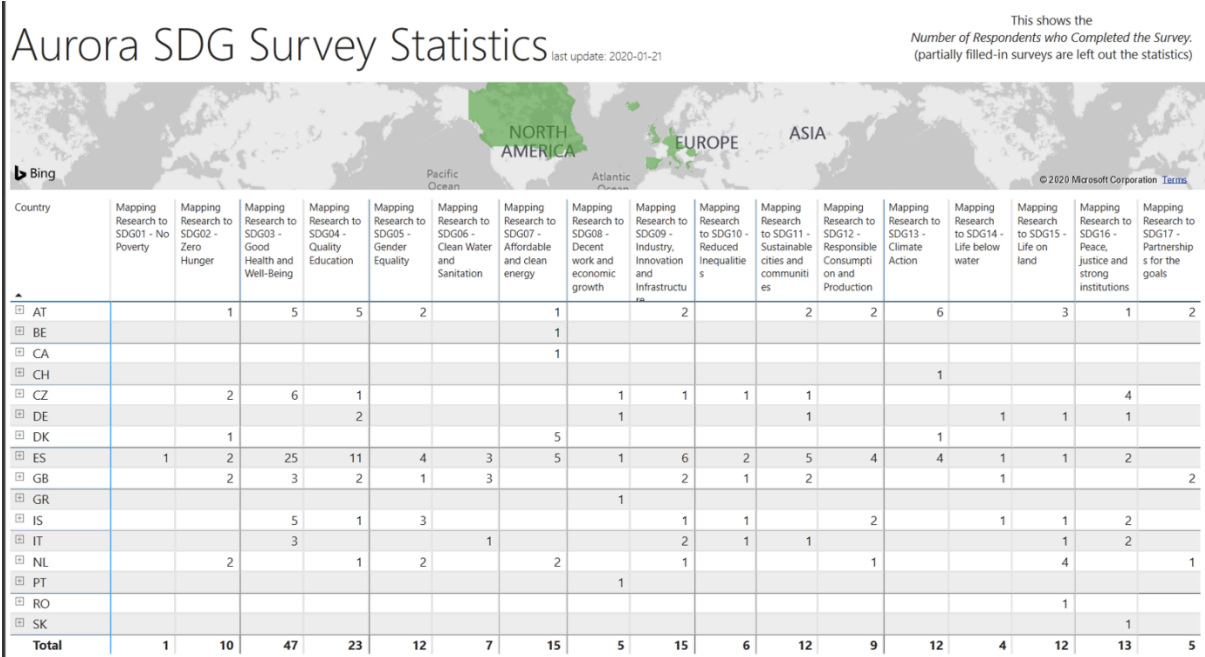 Aurora SDG Survey Statistics last update: 2020-01-21
This shows the
Number of Respondents who Completed the Survey.
(partially filled-in surveys are left out the statistics)
NORTH
AMERICA
EUROPE
ASIA
Pacific
Ocean
Atlantic
Ocean
Bing
© 2020 Microsoft Corporation Terms
Country
Mapping
Research to
SDG01 - No
Poverty
Mapping
Research to
SDG02 -
Zero
Hunger
Mapping
Research to
SDG03 -
Good
Health and
Well-Being
Mapping
Research to
SDG04 -
Quality
Education
Mapping
Research to
SDG05 -
Gender
Equality
Mapping
Research to
SDG06 -
Clean Water
and
Sanitation
Mapping
Research to
SDG07 -
Affordable
and clean
energy
Mapping
Research to
SDG08 -
Decent
work and
economic
growth
Mapping
Research to
SDG09 -
Industry,
Innovation
and
Infrastructu
re
Mapping
Research
to SDG10 -
Reduced
Inequalitie
s
Mapping
Research
to SDG11 -
Sustainable
cities and
communiti
es
Mapping
Research to
SDG12 -
Responsible
Consumpti
on and
Production
Mapping
Research to
SDG13 -
Climate
Action
Mapping
Research
to SDG14 -
Life below
water
Mapping
Research
to SDG15 -
Life on
land
Mapping
Research to
SDG16 -
Peace,
justice and
strong
institutions
Mapping
Research to
SDG17 -
Partnership
s for the
goals
AT 1 5 5 2 1 2 2 2 6 3 1 2
BE 1
CA 1
CH 1
CZ 2 6 1 1 1 1 1 4
DE 2 1 1 1 1 1
DK 1 5 1
ES 1 2 25 11 4 3 5 1 6 2 5 4 4 1 1 2
GB 2 3 2 1 3 2 1 2 1 2
GR 1
IS 5 1 3 1 1 2 1 1 2
IT 3 1 2 1 1 1 2
NL 2 1 2 2 1 1 4 1
PT 1
RO 1
SK 1
Total 1 10 47 23 12 7 15 5 15 6 12 9 12 4 12 13 5